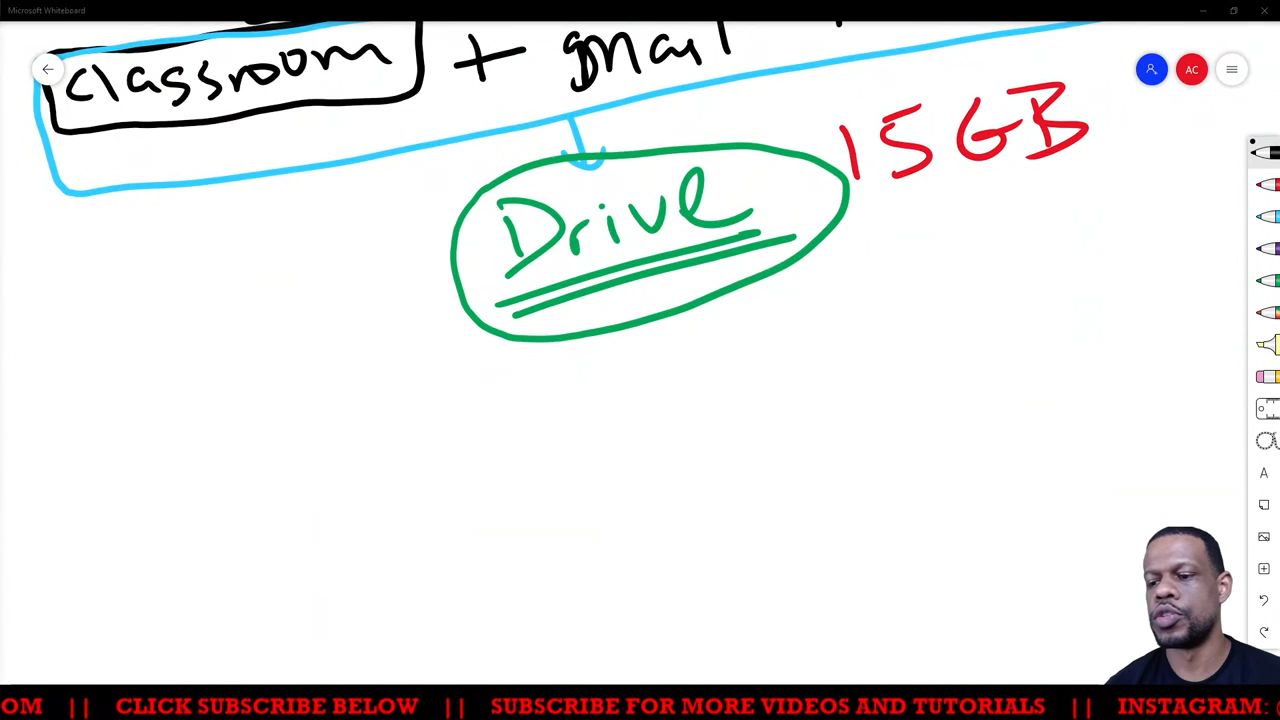 Microsoft Whiteboard
classroom + gmail
AC
15 GB
Drive
A
OM || CLICK SUBSCRIBE BELOW || SUBSCRIBE FOR MORE VIDEOS AND TUTORIALS || INSTAGRAM: